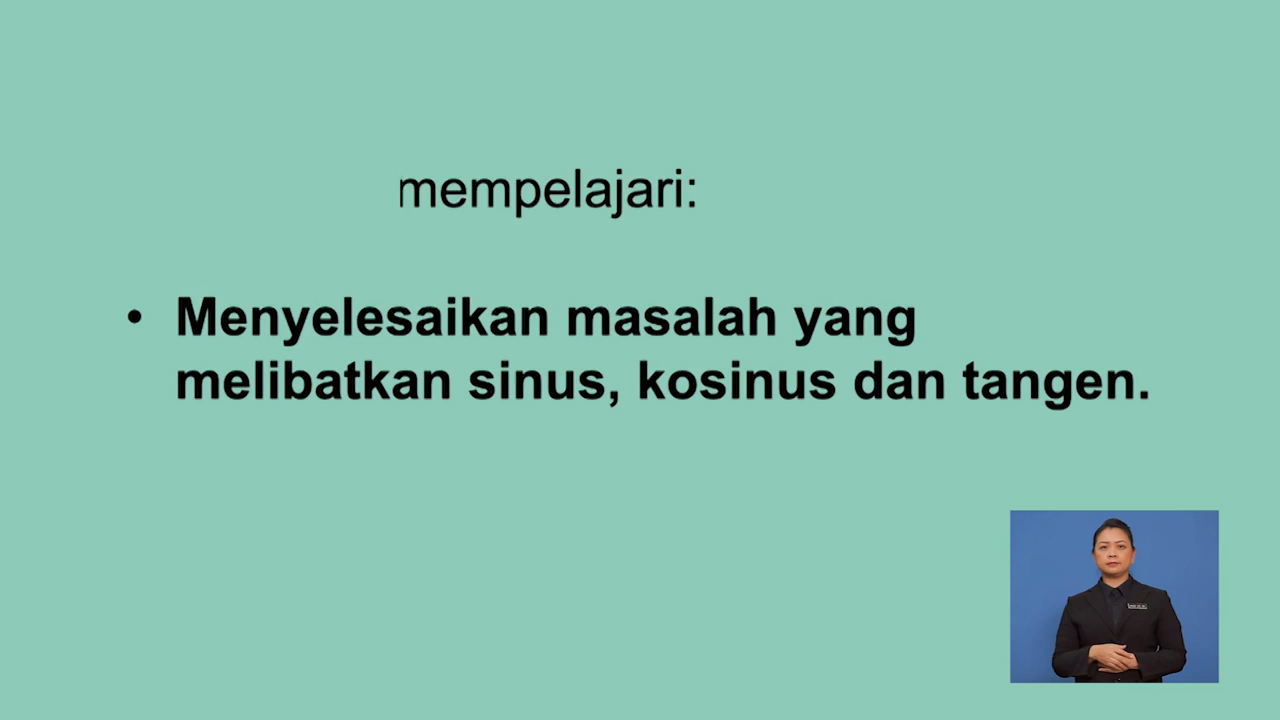 mempelajari:
• Menyelesaikan masalah yang
melibatkan sinus, kosinus dan tangen.